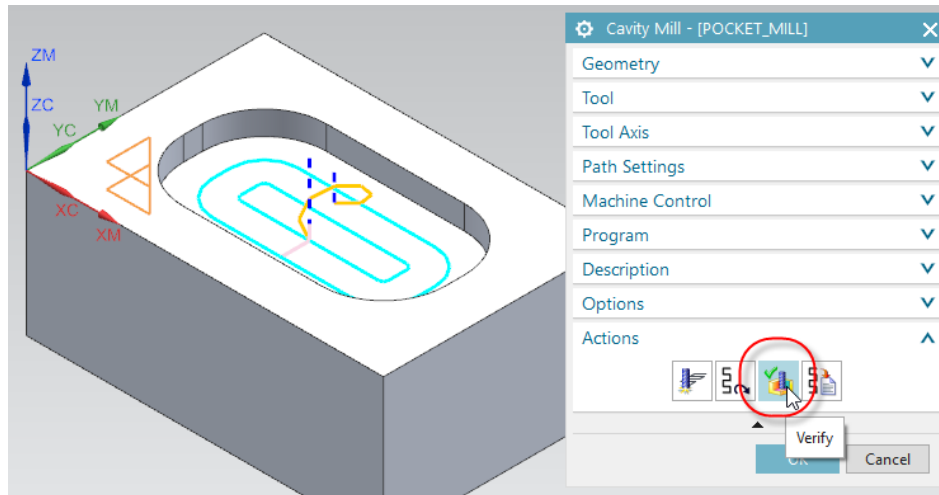 ZM
ZC
YM
YC
XC
XM
Cavity Mill - [POCKET_MILL]
Geometry
Tool
Tool Axis
Path Settings
Machine Control
Program
Description
Options
Actions
Verify
OK
Cancel